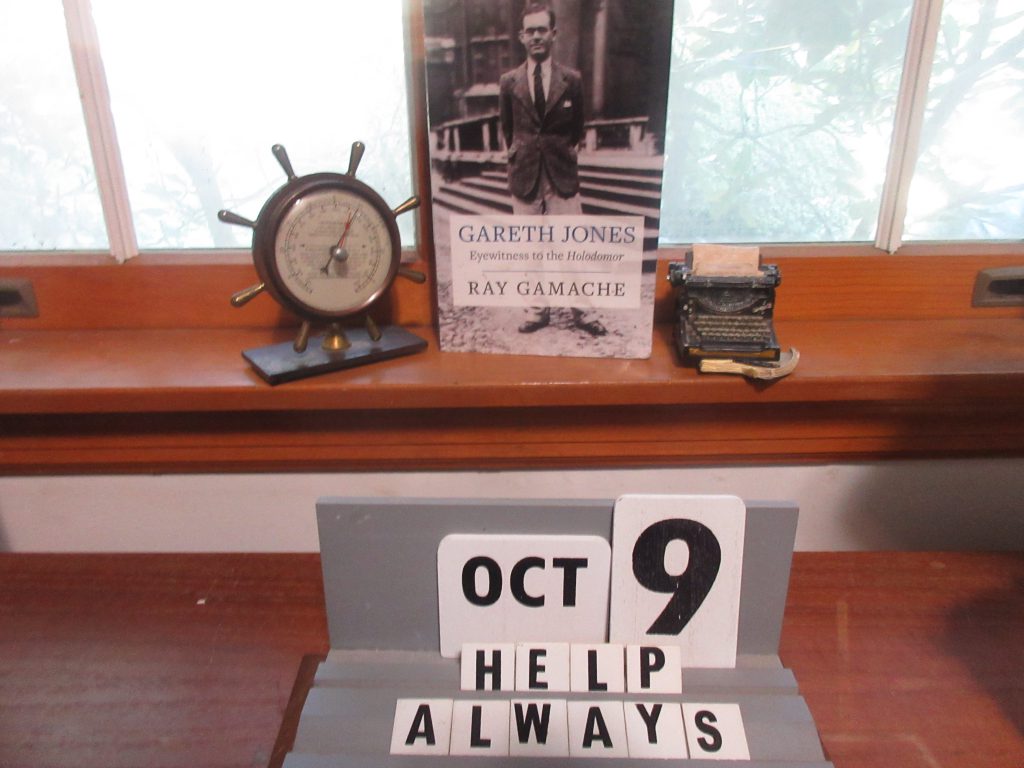 GARETH JONES
Eyewitness to the Holodomor
RAY GAMACHE
OCT 9
HELP
ALWAYS